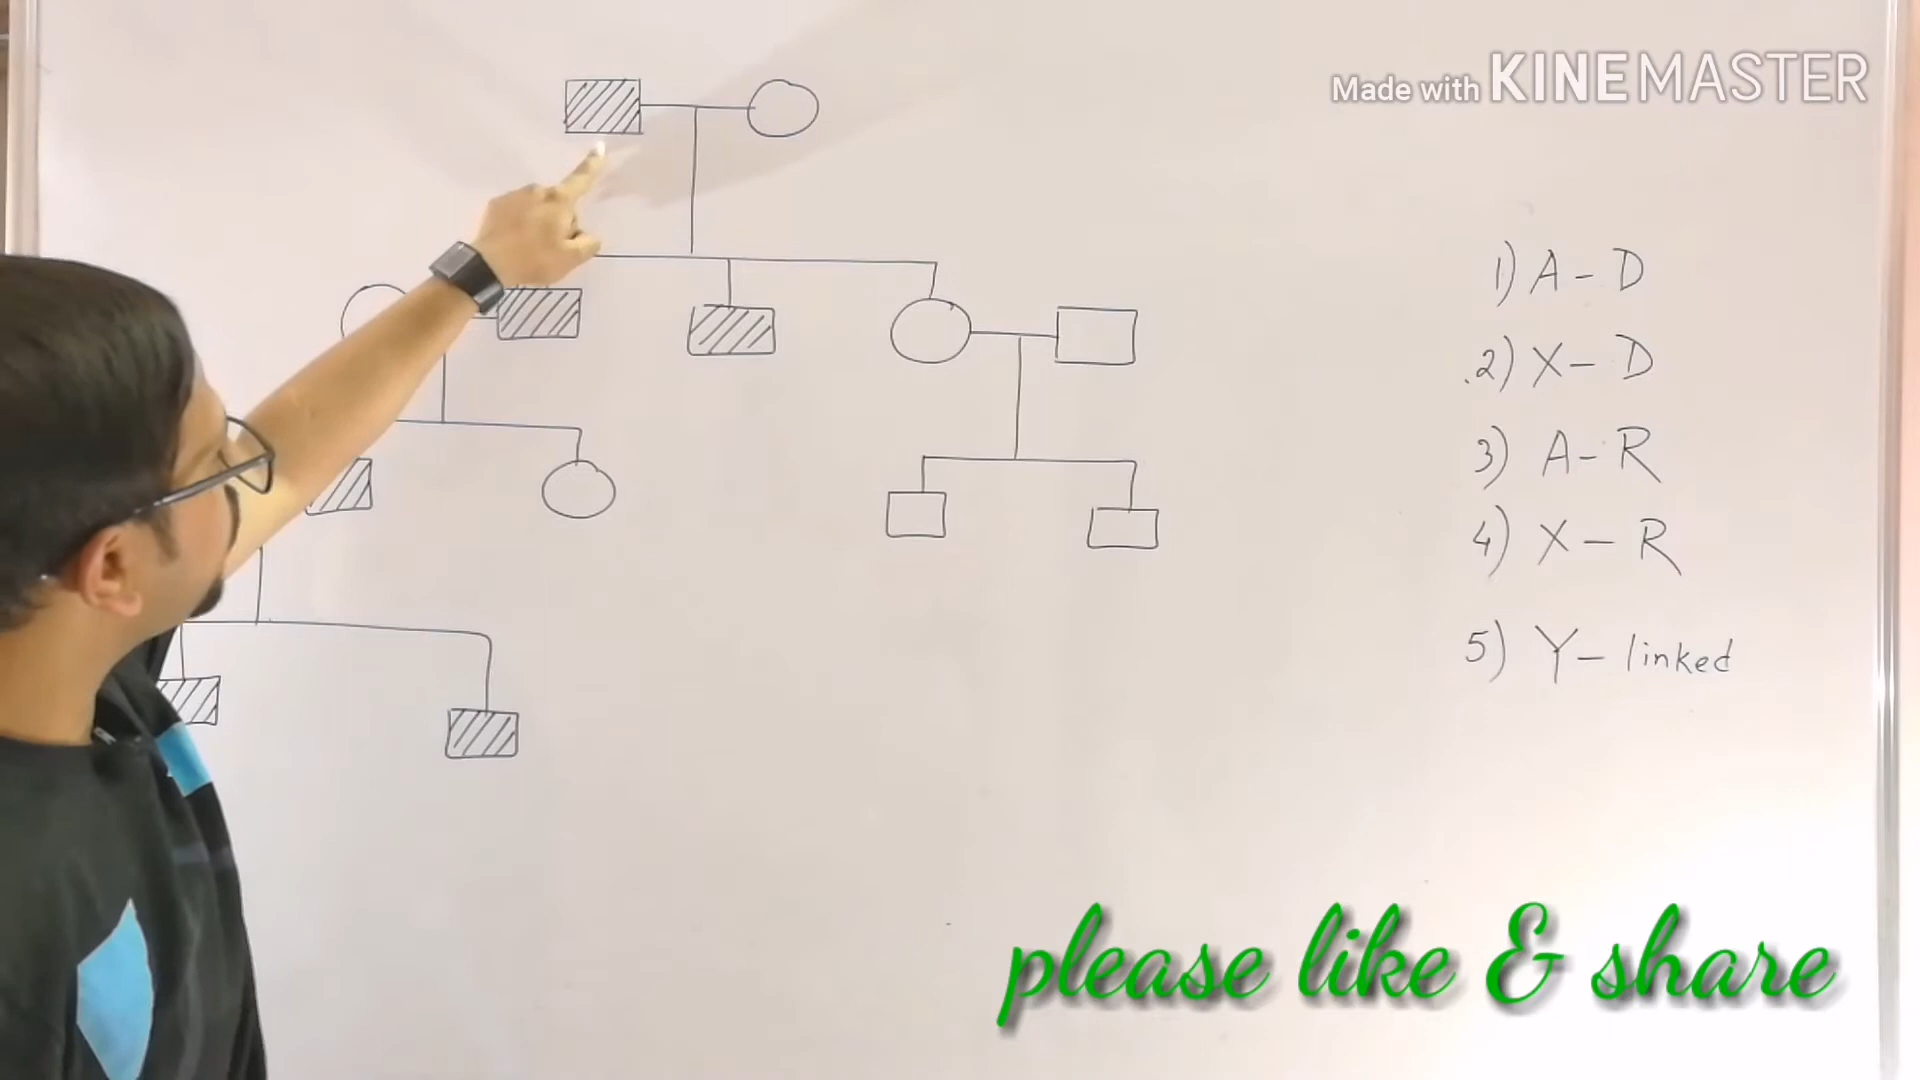 Made with KINEMASTER
1) A - D
2) X - D
3) A - R
4) X - R
5) Y - linked
please like & share